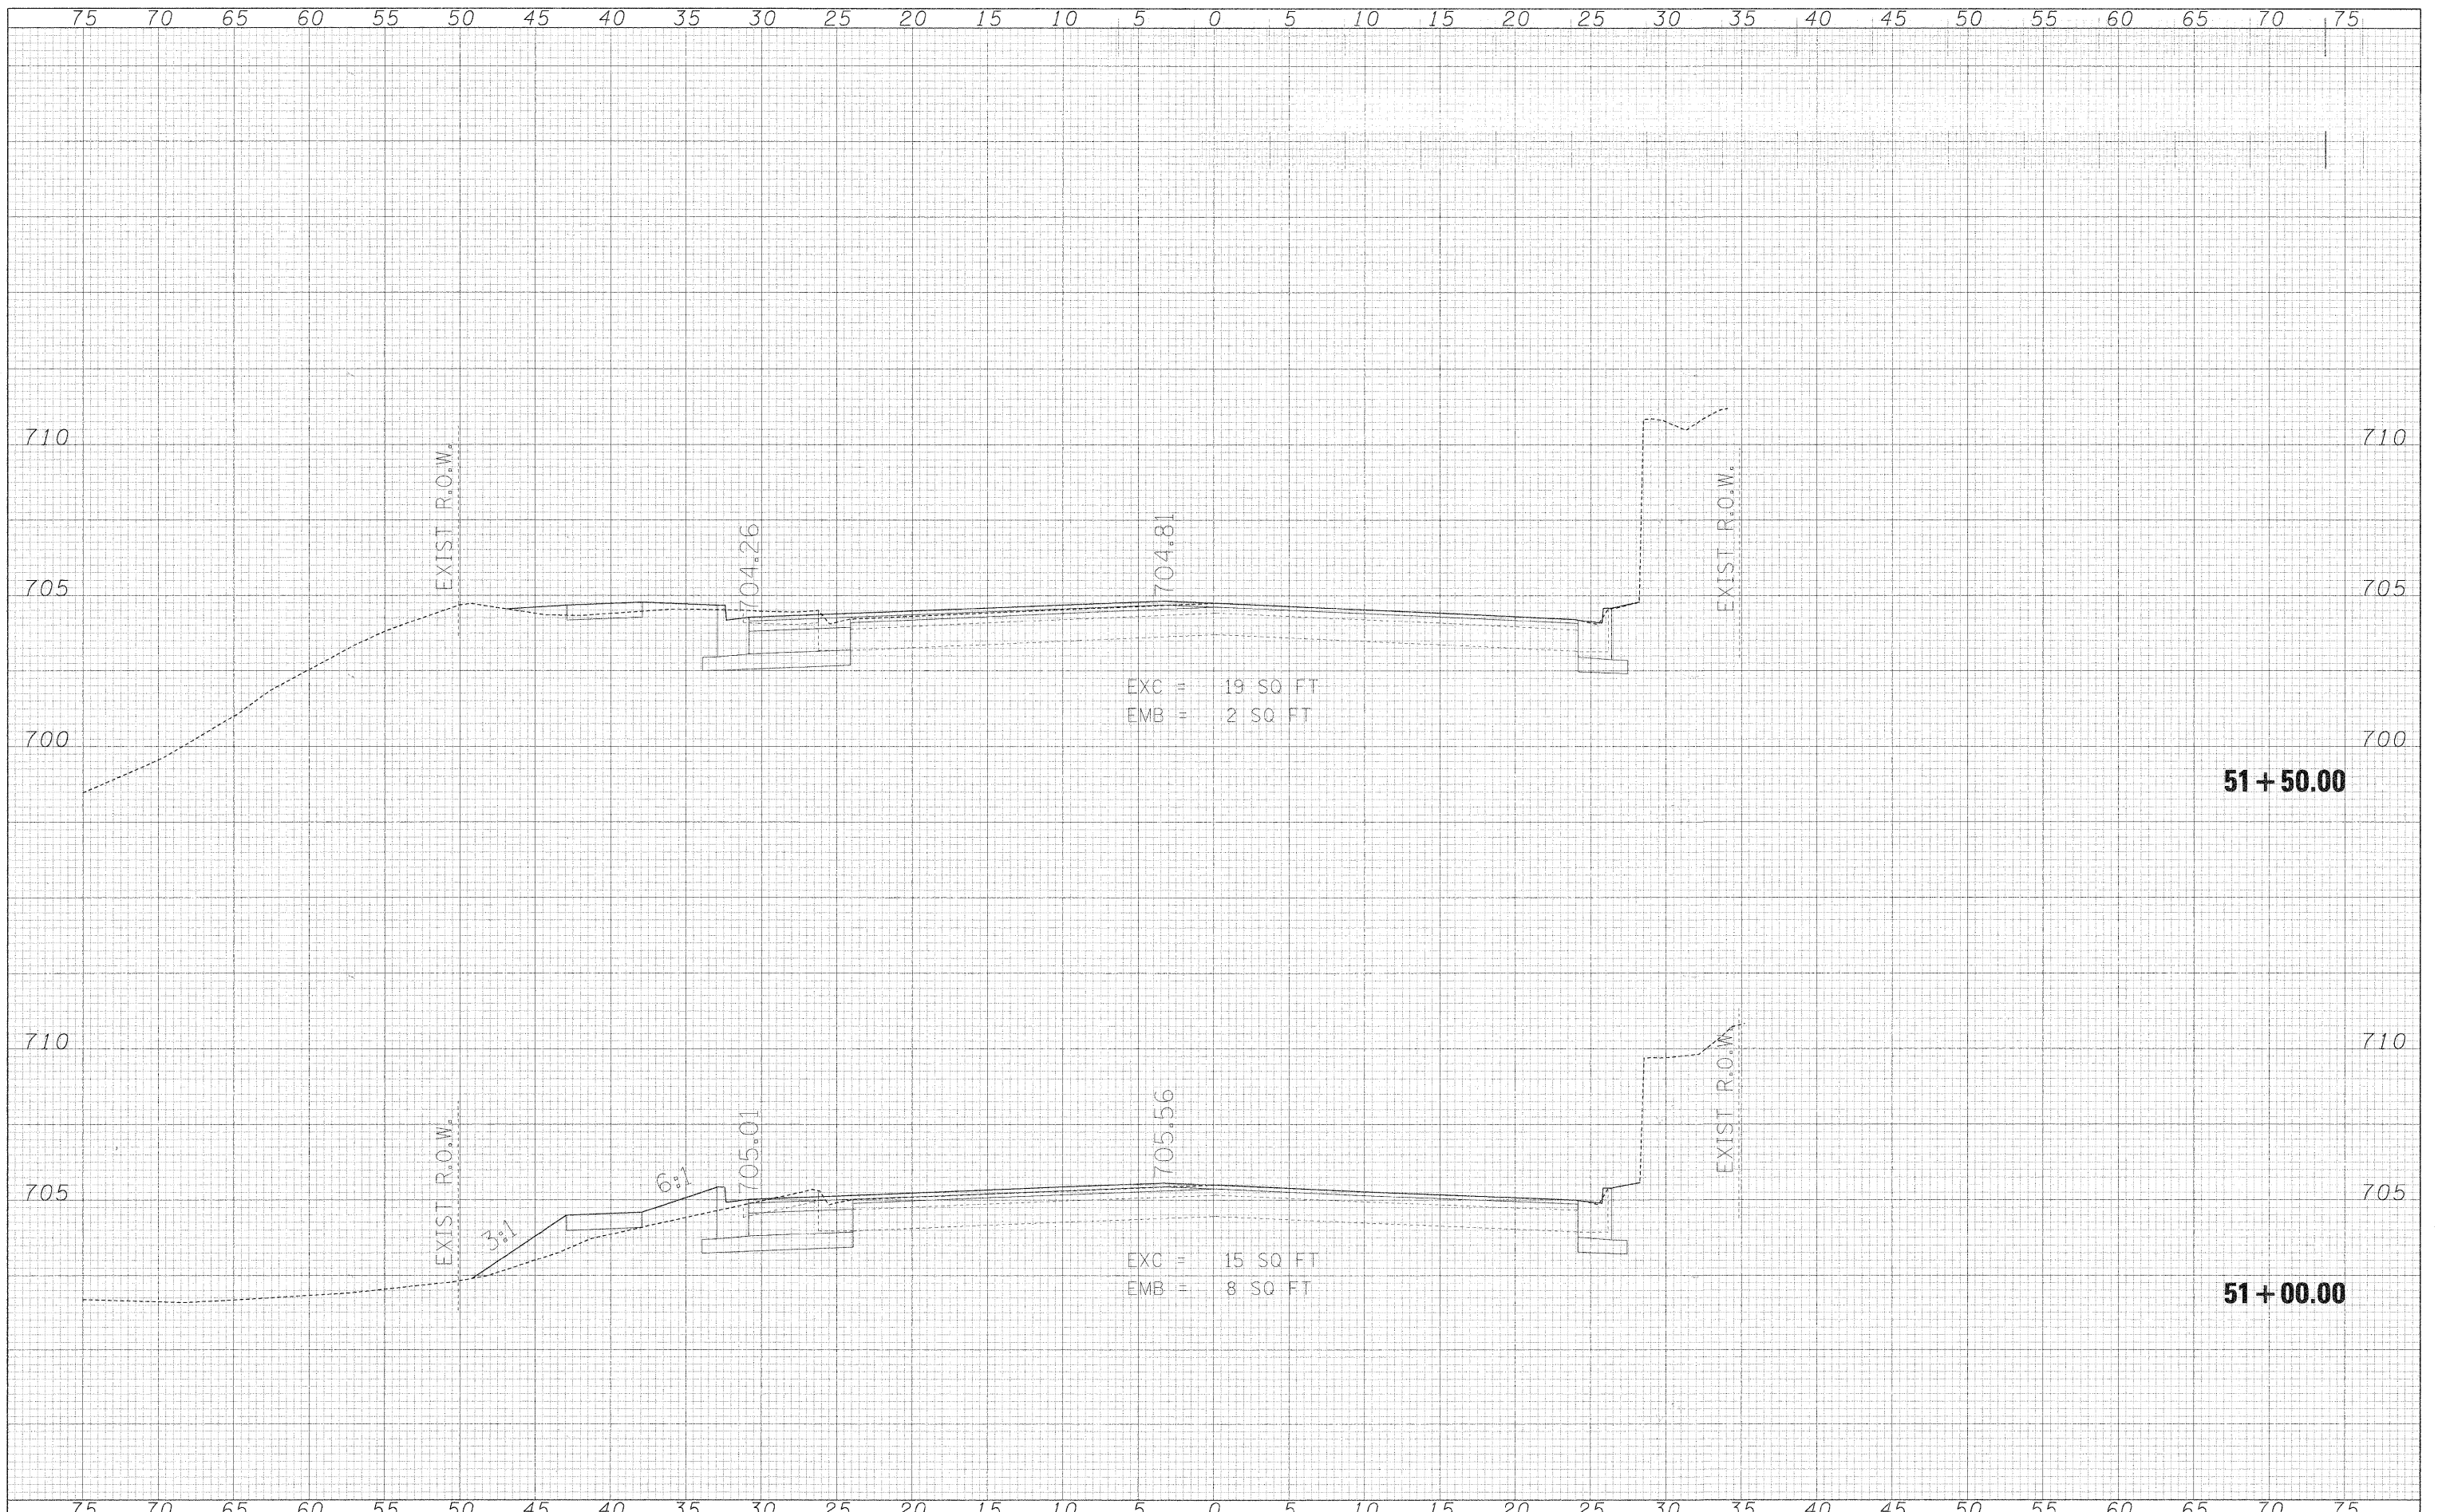 75 70 65 60 55 50 45 40 35 30 25 20 15 10 5 0 5 10 15 20 25 30 35 40 45 50 55 60 65 70 75
710 710
EXIST R.O.W.
EXIST R.O.W.
704.26
704.81
705 705
EXC = 19 SQ FT
EMB = 2 SQ FT
700 700
51+50.00
710 710
EXIST R.O.W.
EXIST R.O.W.
705.01
705.56
6:1
705 705
3:1
EXC = 15 SQ FT
EMB = 8 SQ FT
51+00.00
75 70 65 60 55 50 45 40 35 30 25 20 15 10 5 0 5 10 15 20 25 30 35 40 45 50 55 60 65 70 75